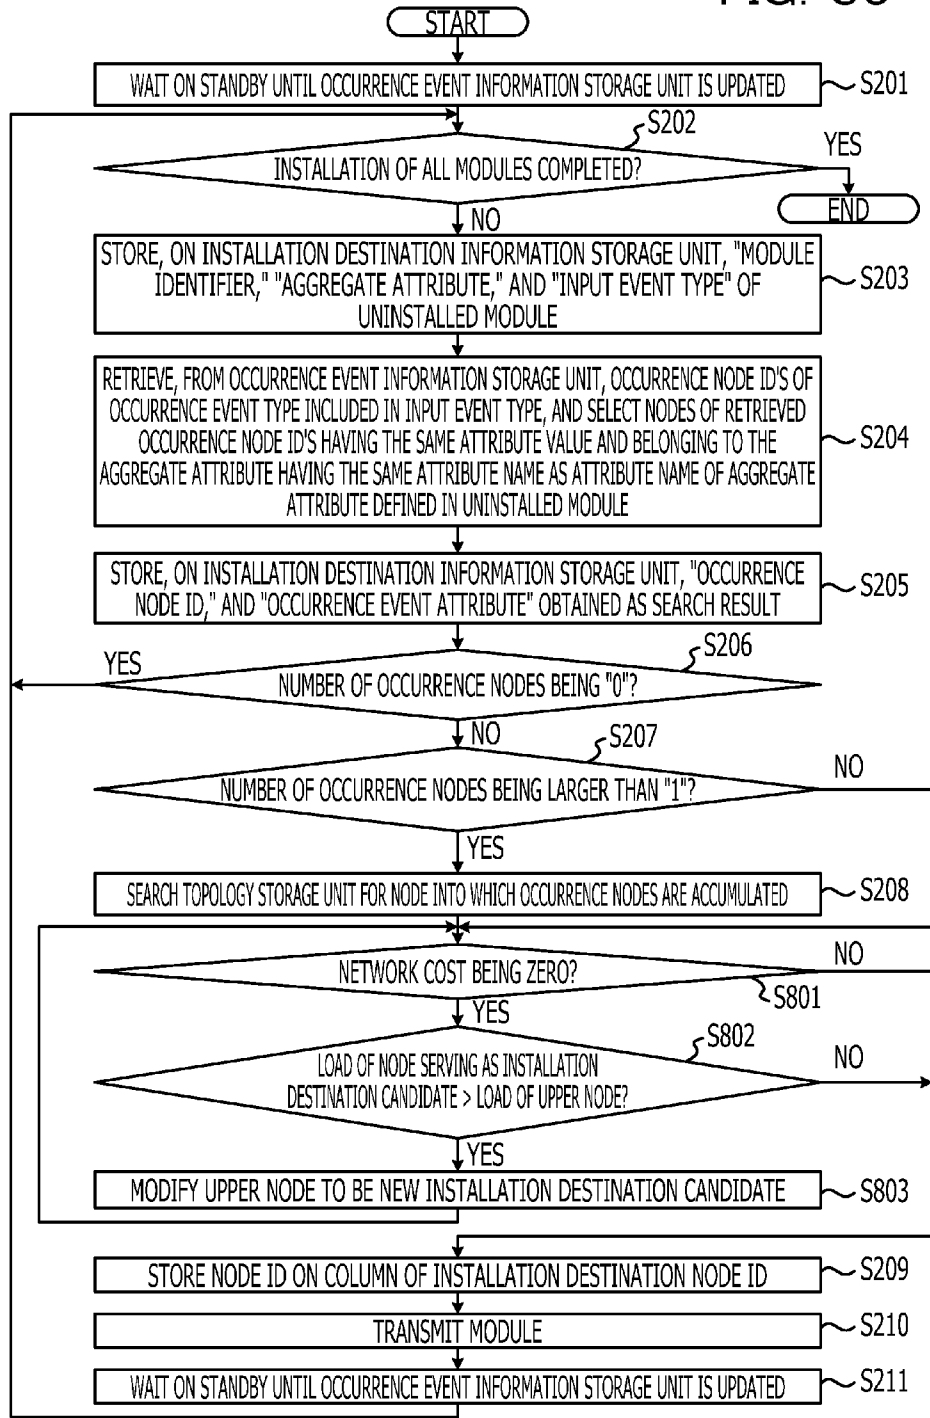 START
WAIT ON STANDBY UNTIL OCCURRENCE EVENT INFORMATION STORAGE UNIT IS UPDATED
S201
S202
INSTALLATION OF ALL MODULES COMPLETED?
YES
END
NO
STORE, ON INSTALLATION DESTINATION INFORMATION STORAGE UNIT, "MODULE
IDENTIFIER," "AGGREGATE ATTRIBUTE," AND "INPUT EVENT TYPE" OF
UNINSTALLED MODULE
S203
RETRIEVE, FROM OCCURRENCE EVENT INFORMATION STORAGE UNIT, OCCURRENCE NODE ID'S OF
OCCURRENCE EVENT TYPE INCLUDED IN INPUT EVENT TYPE, AND SELECT NODES OF RETRIEVED
OCCURRENCE NODE ID'S HAVING THE SAME ATTRIBUTE VALUE AND BELONGING TO THE
AGGREGATE ATTRIBUTE HAVING THE SAME ATTRIBUTE NAME AS ATTRIBUTE NAME OF AGGREGATE
ATTRIBUTE DEFINED IN UNINSTALLED MODULE
S204
STORE, ON INSTALLATION DESTINATION INFORMATION STORAGE UNIT, "OCCURRENCE
NODE ID," AND "OCCURRENCE EVENT ATTRIBUTE" OBTAINED AS SEARCH RESULT
S205
S206
YES
NUMBER OF OCCURRENCE NODES BEING "0"?
NO
S207
NUMBER OF OCCURRENCE NODES BEING LARGER THAN "1"?
NO
YES
SEARCH TOPOLOGY STORAGE UNIT FOR NODE INTO WHICH OCCURRENCE NODES ARE ACCUMULATED
S208
NETWORK COST BEING ZERO?
NO
S801
YES
S802
LOAD OF NODE SERVING AS INSTALLATION
DESTINATION CANDIDATE > LOAD OF UPPER NODE?
NO
YES
MODIFY UPPER NODE TO BE NEW INSTALLATION DESTINATION CANDIDATE
S803
STORE NODE ID ON COLUMN OF INSTALLATION DESTINATION NODE ID
S209
TRANSMIT MODULE
S210
WAIT ON STANDBY UNTIL OCCURRENCE EVENT INFORMATION STORAGE UNIT IS UPDATED
S211